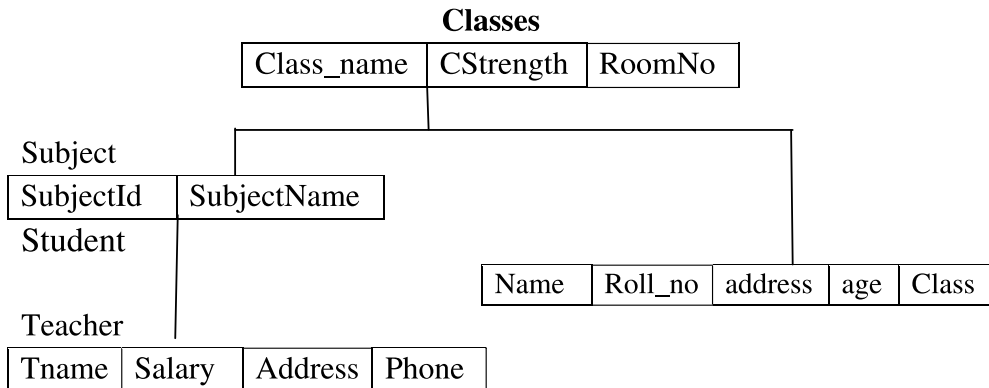 Classes
Class_name CStrength RoomNo
Subject
SubjectId SubjectName
Student
Name Roll_no address age Class
Teacher
Tname Salary Address Phone